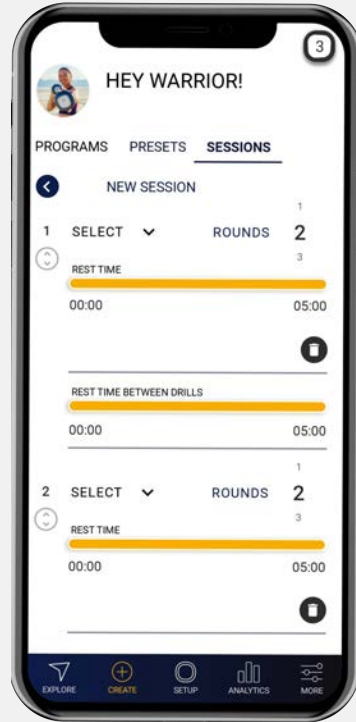 3
HEY WARRIOR!
PROGRAMS PRESETS SESSIONS
NEW SESSION
1
1 SELECT ROUNDS 2
3
REST TIME
00:00 05:00
REST TIME BETWEEN DRILLS
00:00 05:00
1
2 SELECT ROUNDS 2
3
REST TIME
00:00 05:00
EXPLORE CREATE SETUP ANALYTICS MORE